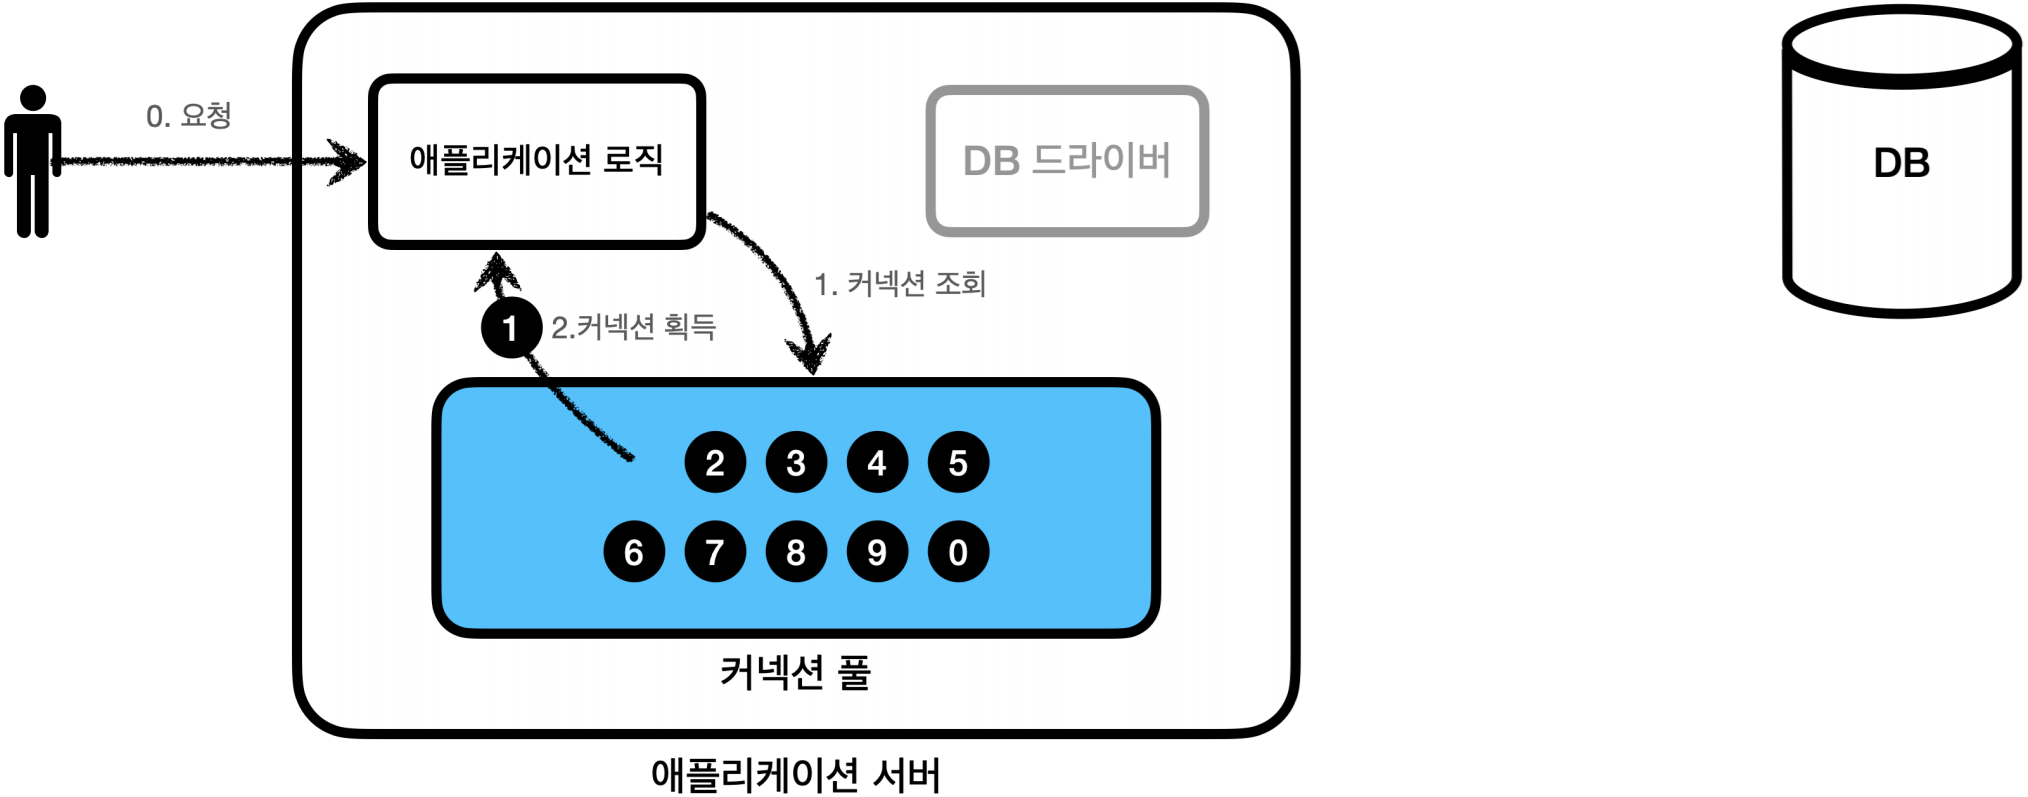 0. 요청
애플리케이션 로직
DB 드라이버
DB
1. 커넥션 조회
1
2.커넥션 획득
2 3 4 5
6 7 8 9 0
커넥션 풀
애플리케이션 서버